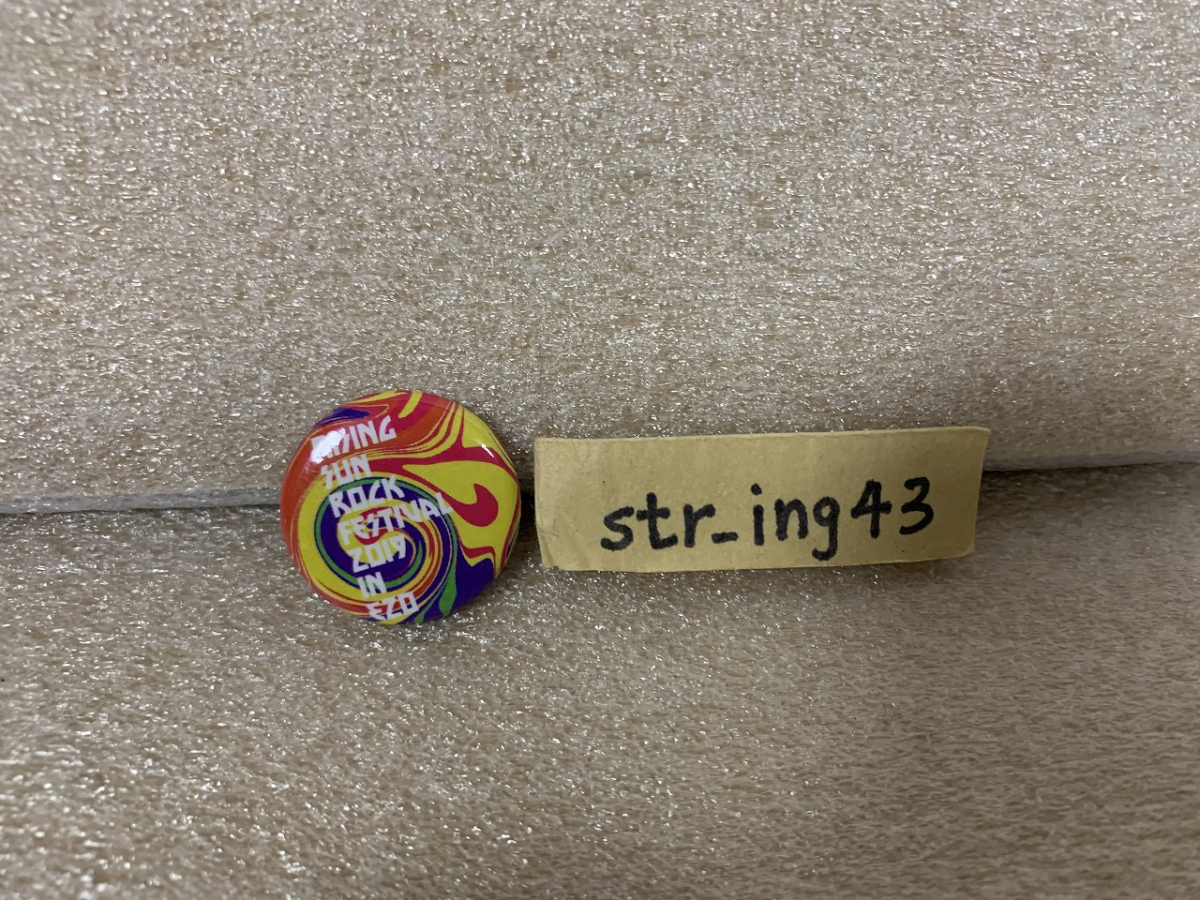 RISING
SUN
ROCK
FESTIVAL
2019
IN
EZO
str_ing43